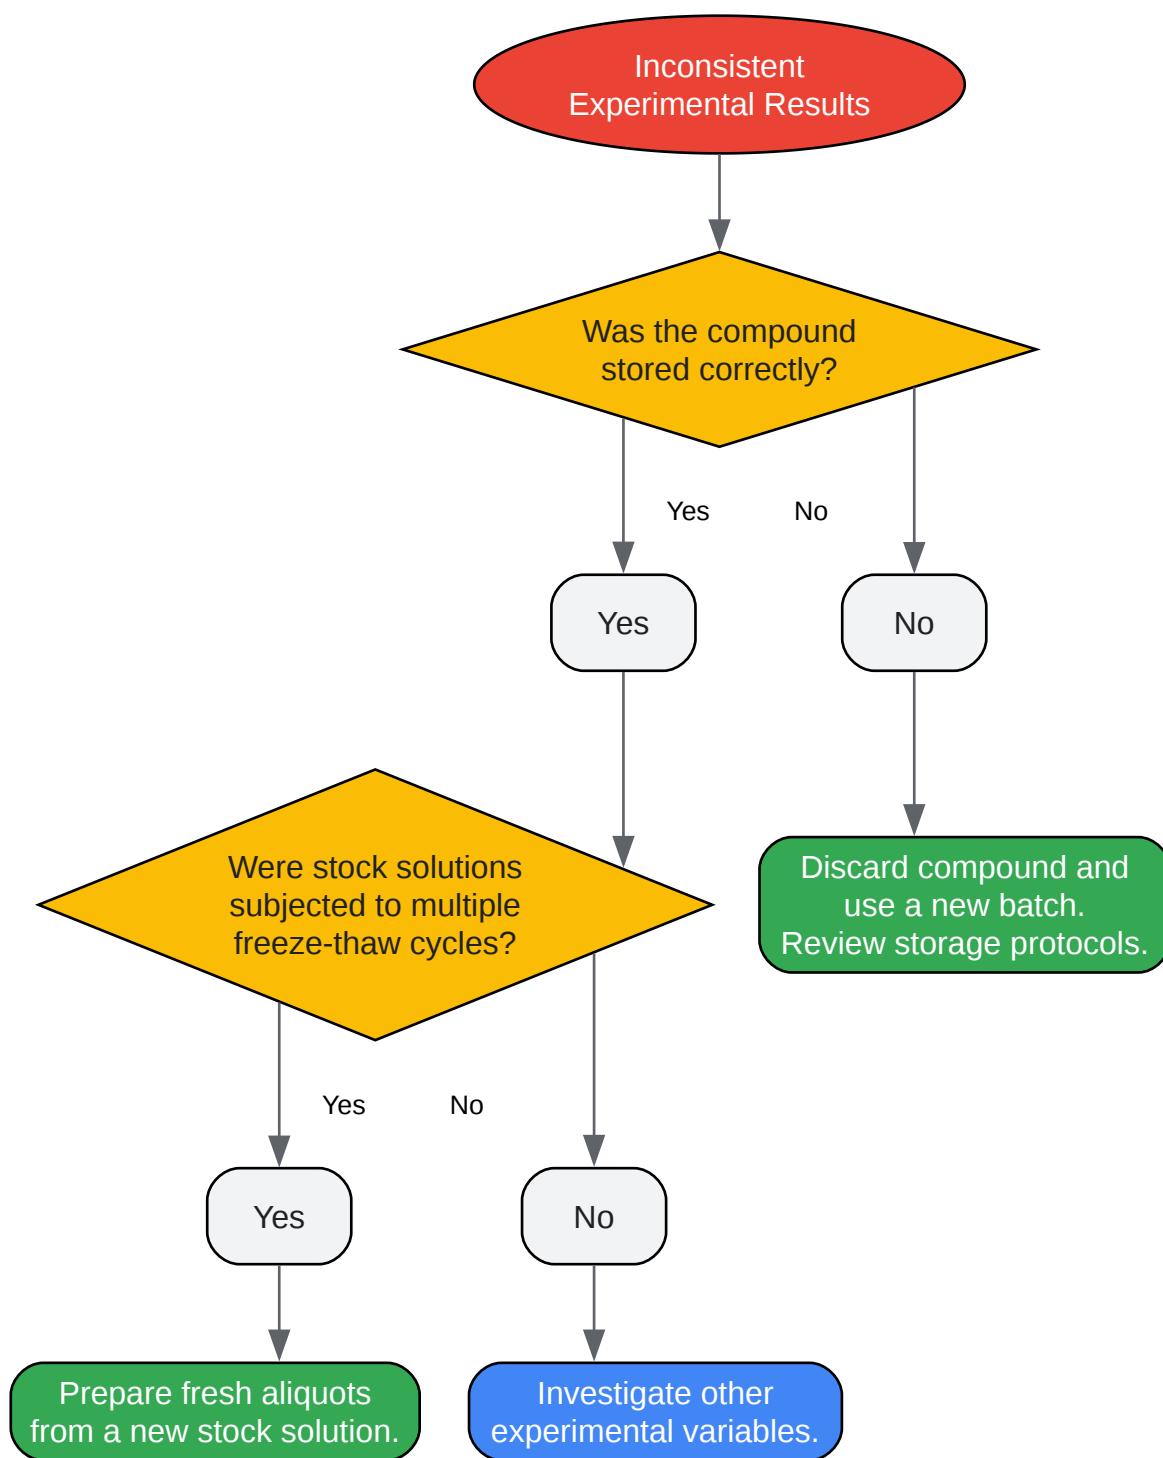 Inconsistent
Experimental Results
Was the compound
stored correctly?
Yes
No
Yes
No
Were stock solutions
subjected to multiple
freeze-thaw cycles?
Discard compound and
use a new batch.
Review storage protocols.
Yes
No
Yes
No
Prepare fresh aliquots
from a new stock solution.
Investigate other
experimental variables.